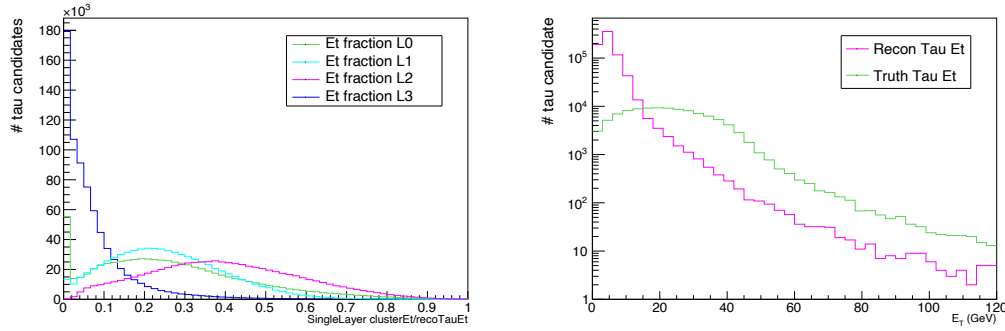 ×10³
180
160
140
120
100
80
60
40
20
0
# tau candidates
Et fraction L0
Et fraction L1
Et fraction L2
Et fraction L3
0 0.1 0.2 0.3 0.4 0.5 0.6 0.7 0.8 0.9 1
SingleLayer clusterEt/recoTauEt
# tau candidates
10⁵
10⁴
10³
10²
10
1
Recon Tau Et
Truth Tau Et
0 20 40 60 80 100 120
E_T (GeV)